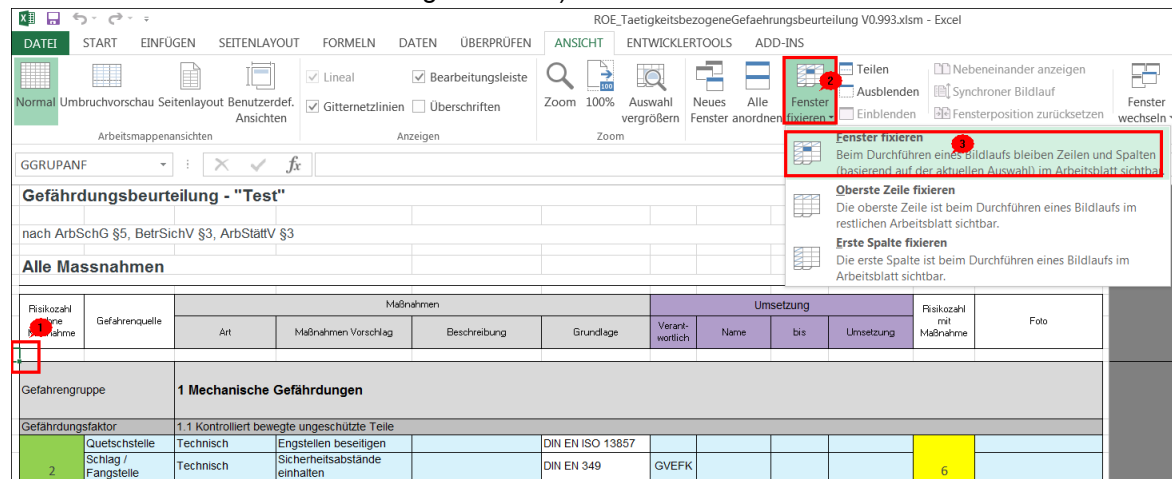 ROE_TaetigkeitsbezogeneGefaehrungsbeurteilung V0.993.xlsm - Excel
DATEI START EINFÜGEN SEITENLAYOUT FORMELN DATEN ÜBERPRÜFEN ANSICHT ENTWICKLERTOOLS ADD-INS
Normal Umbruchvorschau Seitenlayout Benutzerdef. Ansichten
Arbeitsmappenansichten
Lineal Bearbeitungsleiste
Gitternetzlinien Überschriften
Anzeigen
Zoom 100% Auswahl vergrößern
Zoom
Neues Fenster Alle anordnen Fenster fixieren
2
Teilen
Ausblenden
Einblenden
Nebeneinander anzeigen
Synchroner Bildlauf
Fensterposition zurücksetzen
Fenster wechseln
Fenster fixieren
3
Beim Durchführen eines Bildlaufs bleiben Zeilen und Spalten
(basierend auf der aktuellen Auswahl) im Arbeitsblatt sichtbar.
Oberste Zeile fixieren
Die oberste Zeile ist beim Durchführen eines Bildlaufs im
restlichen Arbeitsblatt sichtbar.
Erste Spalte fixieren
Die erste Spalte ist beim Durchführen eines Bildlaufs im
Arbeitsblatt sichtbar.
GGRUPANF fx
Gefährdungsbeurteilung - "Test"
nach ArbSchG §5, BetrSichV §3, ArbStättV §3
Alle Massnahmen
Risikozahl Gefahrenquelle Maßnahmen Umsetzung Risikozahl mit Maßnahme Foto
1
Art Maßnahmen Vorschlag Beschreibung Grundlage Verant-wortlich Name bis Umsetzung
Gefahrengruppe 1 Mechanische Gefährdungen
Gefährdungsfaktor 1.1 Kontrolliert bewegte ungeschützte Teile
Quetschstelle Technisch Engstellen beseitigen DIN EN ISO 13857
2 Schlag / Fangstelle Technisch Sicherheitsabstände einhalten DIN EN 349 GVEFK 6